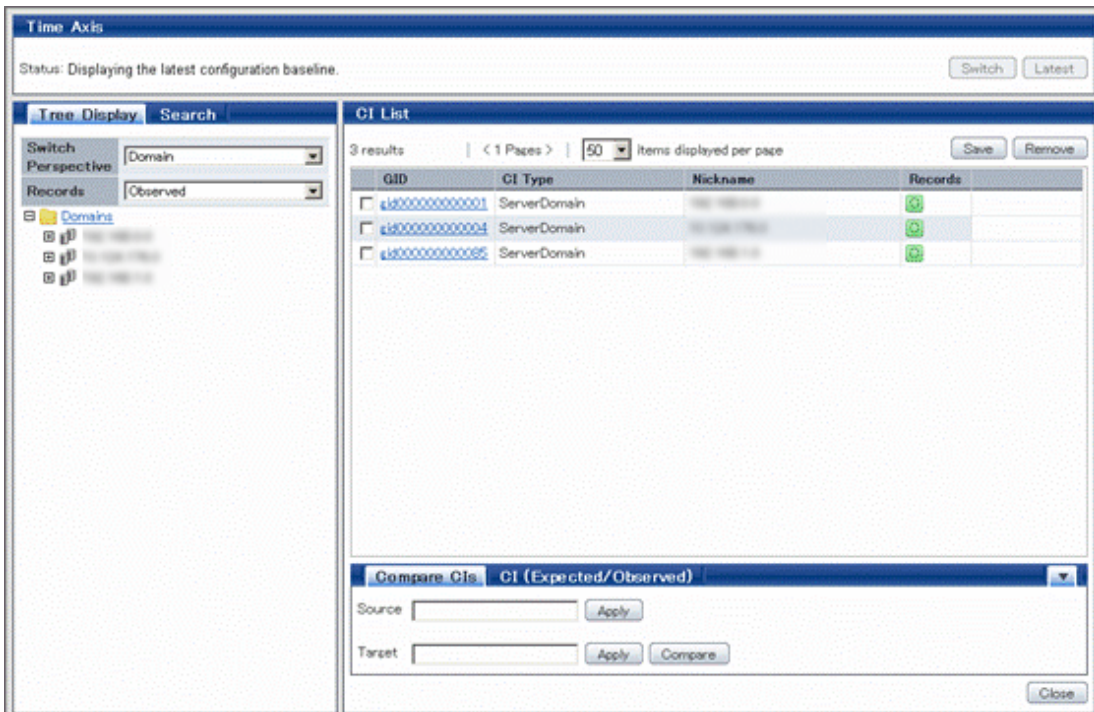 Time Axis
Status: Displaying the latest configuration baseline.
Switch Latest
Tree Display Search
Switch Perspective Domain
Records Observed
Domains
CI List
3 results | < 1 Pages > | 50 items displayed per page Save Remove
GID CI Type Nickname Records
gid000000000001 ServerDomain
gid000000000004 ServerDomain
gid000000000085 ServerDomain
Compare CIs CI (Expected/Observed)
Source Apply
Target Apply Compare
Close